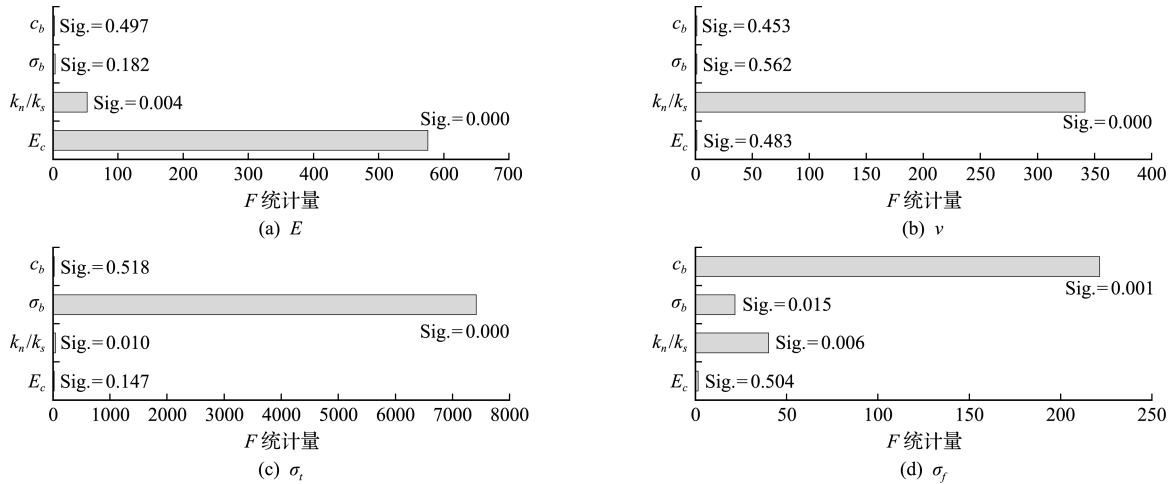 c_b Sig.=0.497
σ_b Sig.=0.182
k_n/k_s Sig.=0.004
E_c Sig.=0.000
0 100 200 300 400 500 600 700
F 统计量
(a) E
c_b Sig.=0.453
σ_b Sig.=0.562
k_n/k_s Sig.=0.000
E_c Sig.=0.483
0 50 100 150 200 250 300 350 400
F 统计量
(b) ν
c_b Sig.=0.518
σ_b Sig.=0.000
k_n/k_s Sig.=0.010
E_c Sig.=0.147
0 1000 2000 3000 4000 5000 6000 7000 8000
F 统计量
(c) σ_t
c_b Sig.=0.001
σ_b Sig.=0.015
k_n/k_s Sig.=0.006
E_c Sig.=0.504
0 50 100 150 200 250
F 统计量
(d) σ_f